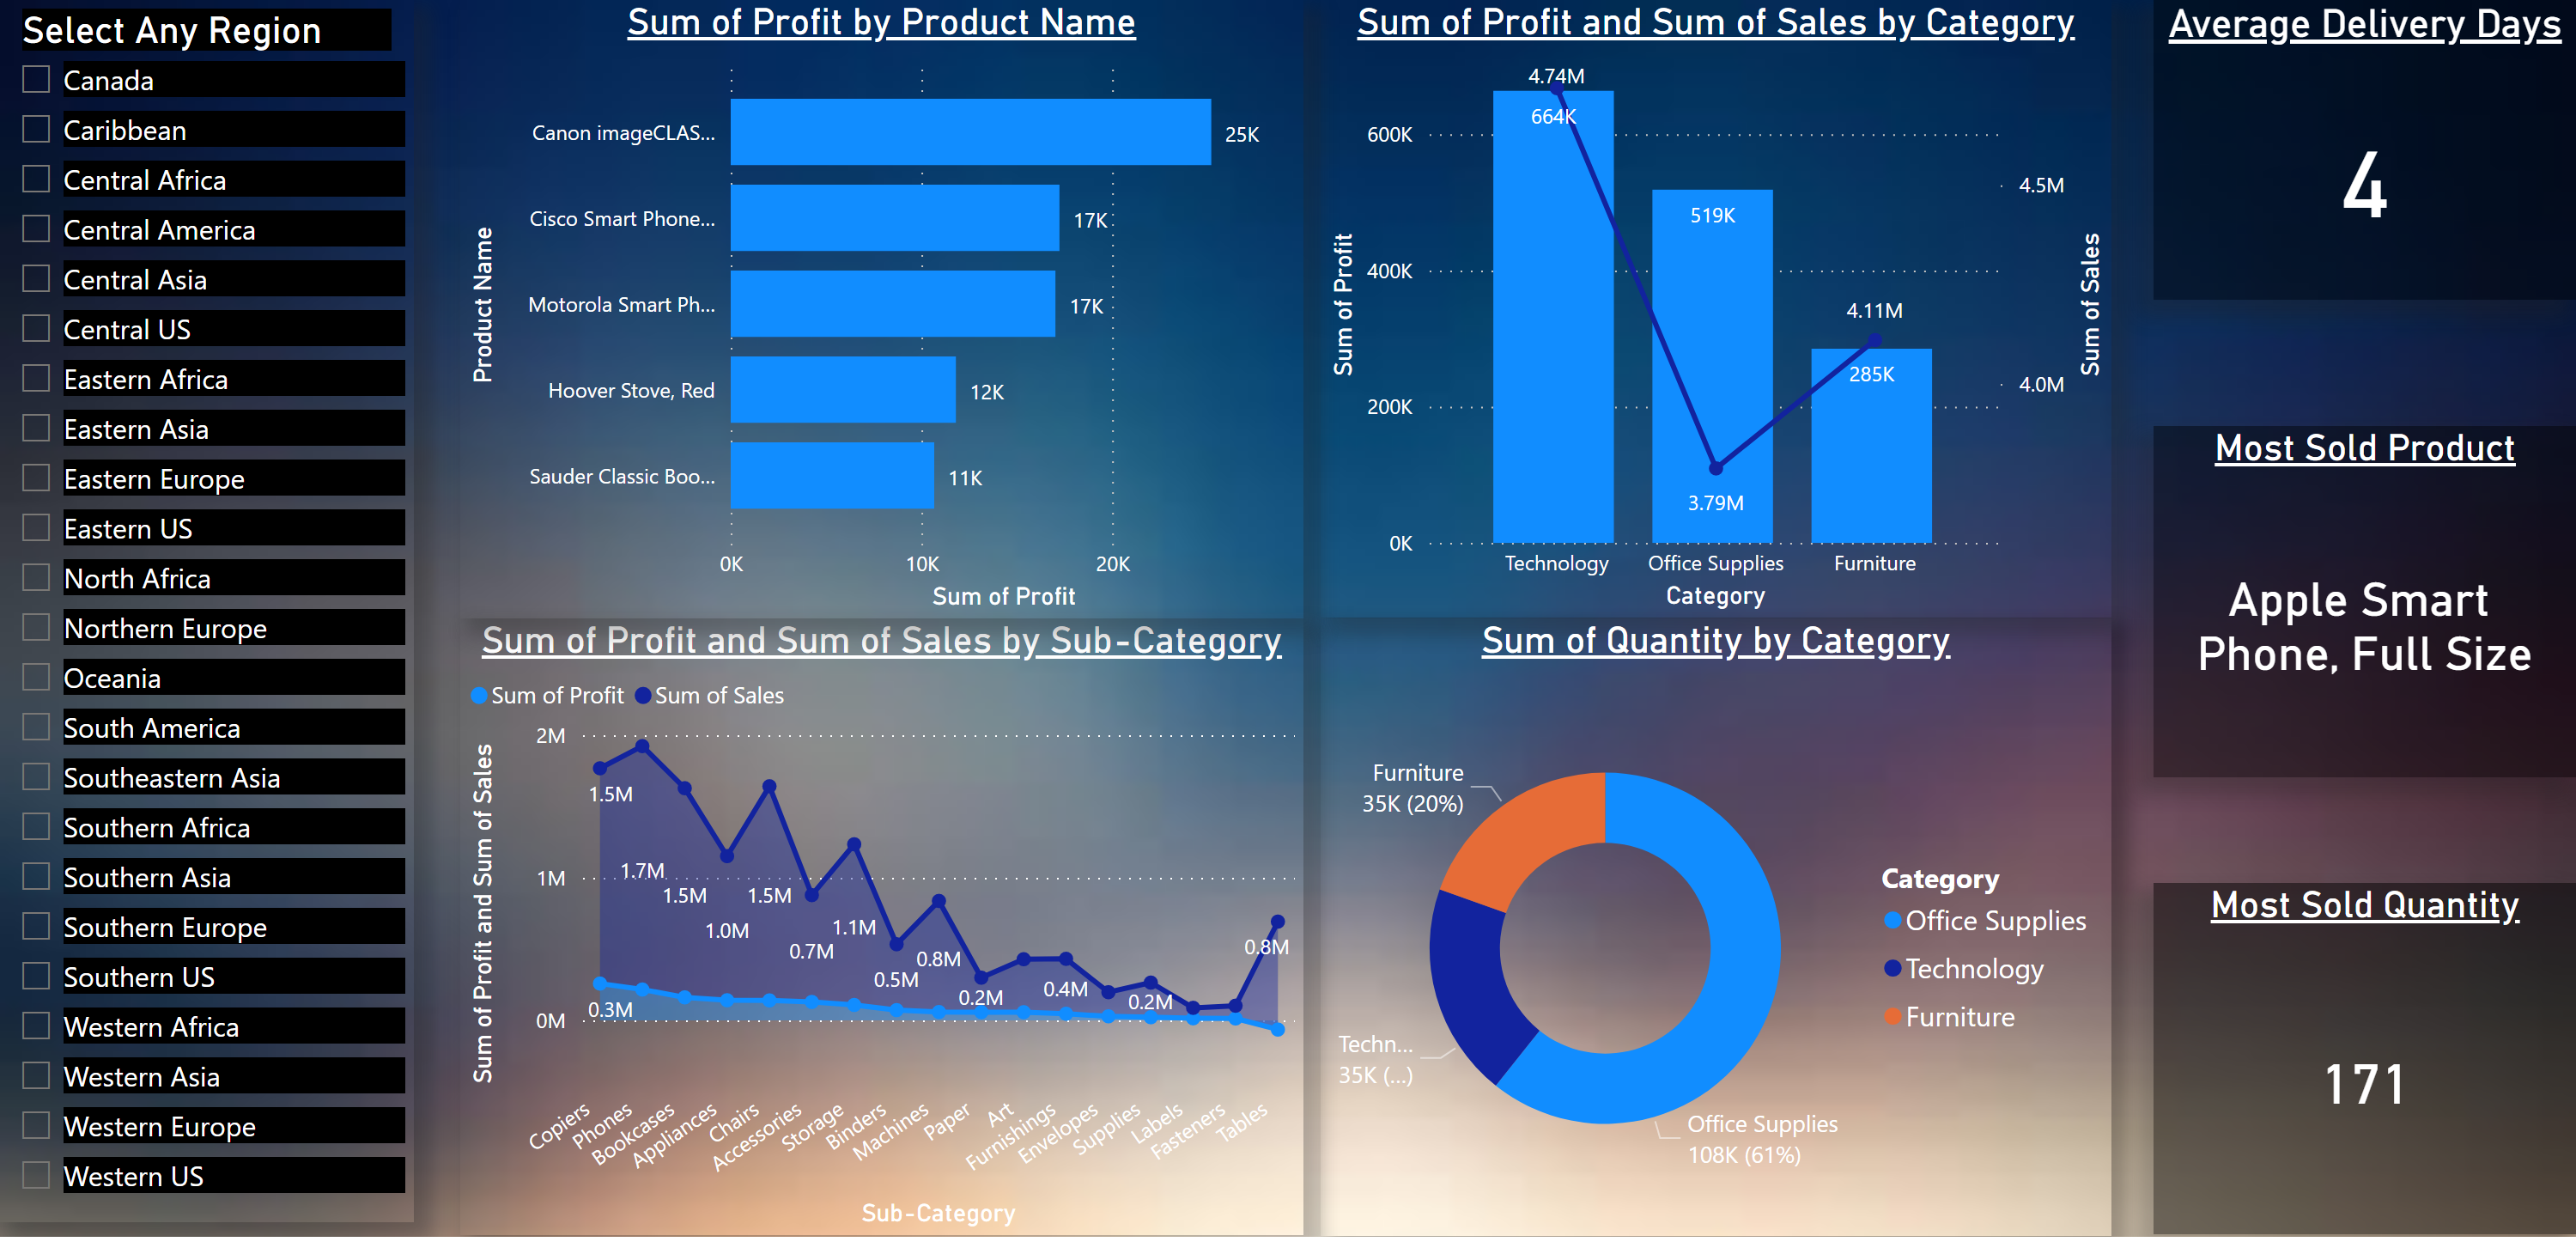 Select Any Region
Canada
Caribbean
Central Africa
Central America
Central Asia
Central US
Eastern Africa
Eastern Asia
Eastern Europe
Eastern US
North Africa
Northern Europe
Oceania
South America
Southeastern Asia
Southern Africa
Southern Asia
Southern Europe
Southern US
Western Africa
Western Asia
Western Europe
Western US
Sum of Profit by Product Name
Product Name
Canon imageCLAS...
25K
Cisco Smart Phone...
17K
Motorola Smart Ph...
17K
Hoover Stove, Red
12K
Sauder Classic Boo...
11K
0K
10K
20K
Sum of Profit
Sum of Profit and Sum of Sales by Category
Sum of Profit
600K
400K
200K
0K
4.74M
664K
519K
3.79M
4.11M
285K
4.5M
4.0M
Sum of Sales
Technology
Office Supplies
Furniture
Category
Sum of Profit and Sum of Sales by Sub-Category
Sum of Profit
Sum of Sales
Sum of Profit and Sum of Sales
2M
1M
0M
1.5M
1.7M
1.5M
1.0M
1.5M
0.7M
1.1M
0.5M
0.8M
0.2M
0.4M
0.2M
0.8M
0.3M
Copiers
Phones
Bookcases
Appliances
Chairs
Accessories
Storage
Binders
Machines
Paper
Art
Furnishings
Envelopes
Supplies
Labels
Fasteners
Tables
Sub-Category
Sum of Quantity by Category
Furniture
35K (20%)
Techn...
35K (...)
Office Supplies
108K (61%)
Category
Office Supplies
Technology
Furniture
Average Delivery Days
4
Most Sold Product
Apple Smart
Phone, Full Size
Most Sold Quantity
171